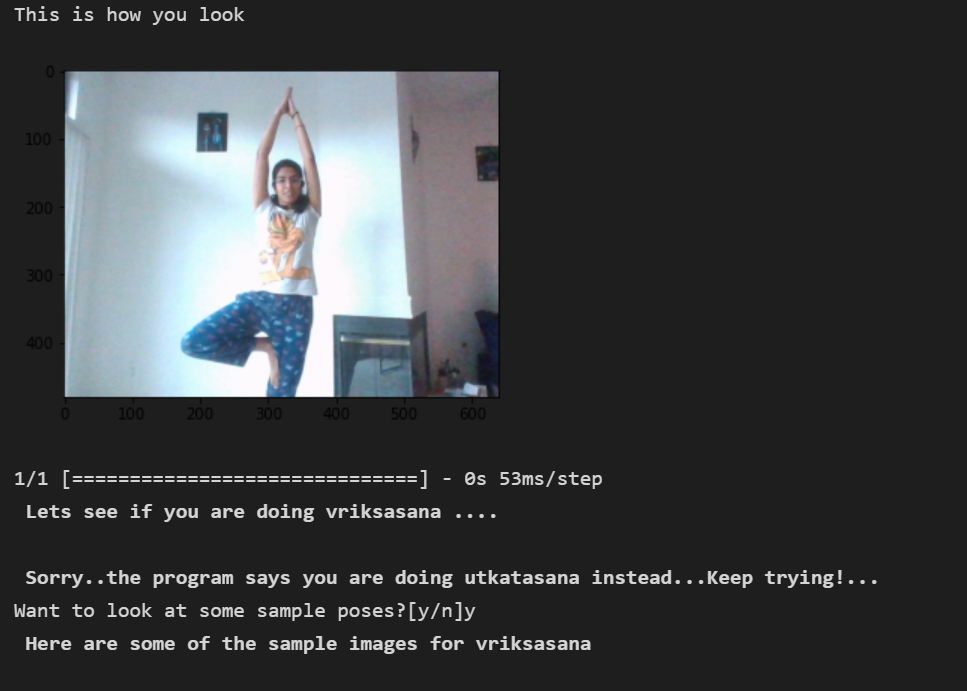 This is how you look
0
100
200
300
400
0 100 200 300 400 500 600
1/1 [==============================] - 0s 53ms/step
Lets see if you are doing vriksasana ....
Sorry..the program says you are doing utkatasana instead...Keep trying!...
Want to look at some sample poses?[y/n]y
Here are some of the sample images for vriksasana